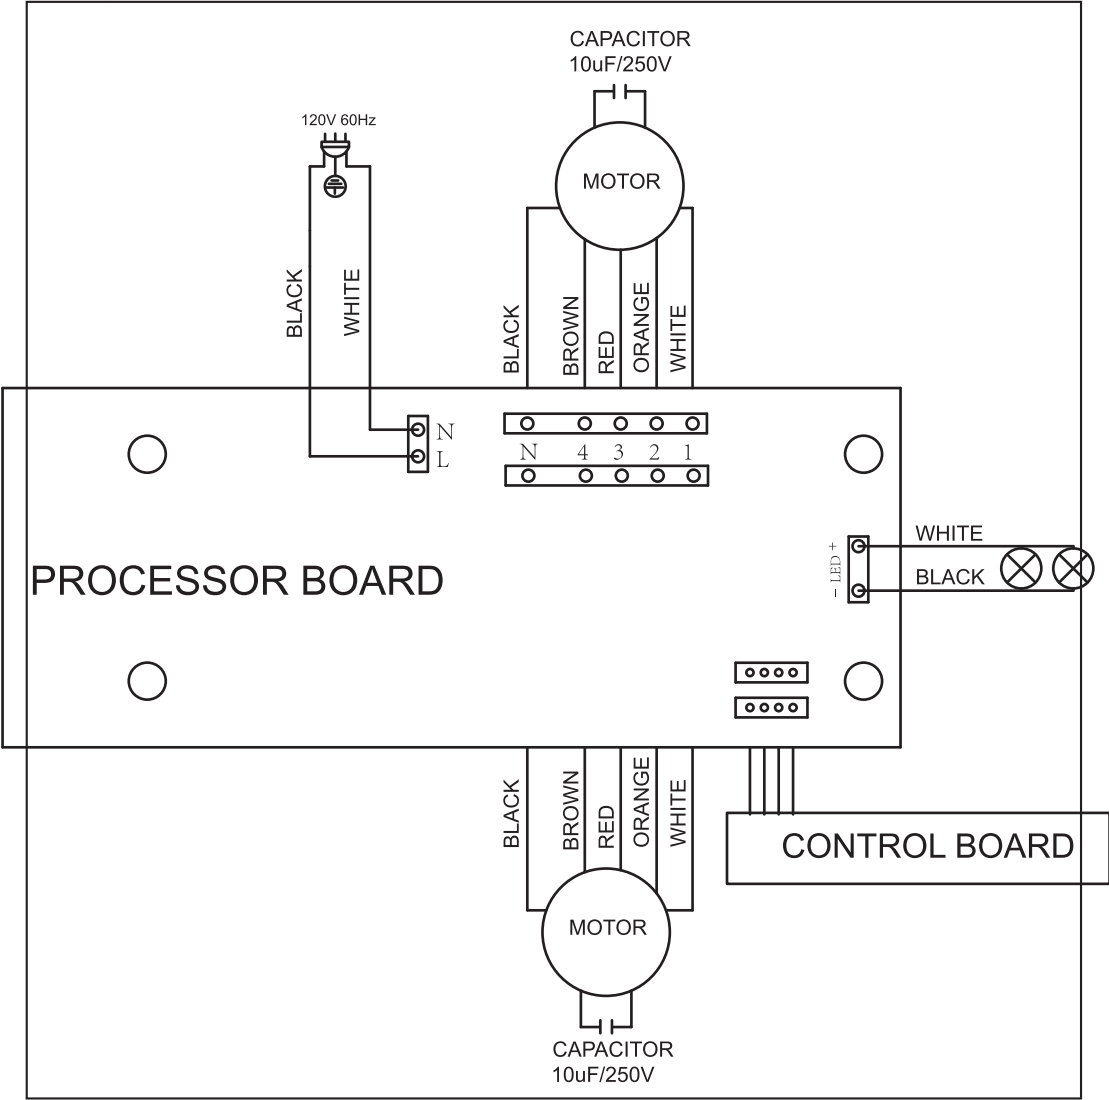 CAPACITOR
10uF/250V
120V 60Hz
MOTOR
BLACK
WHITE
BLACK
BROWN
RED
ORANGE
WHITE
N
L
N 4 3 2 1
PROCESSOR BOARD
- LED +
WHITE
BLACK
BLACK
BROWN
RED
ORANGE
WHITE
CONTROL BOARD
MOTOR
CAPACITOR
10uF/250V